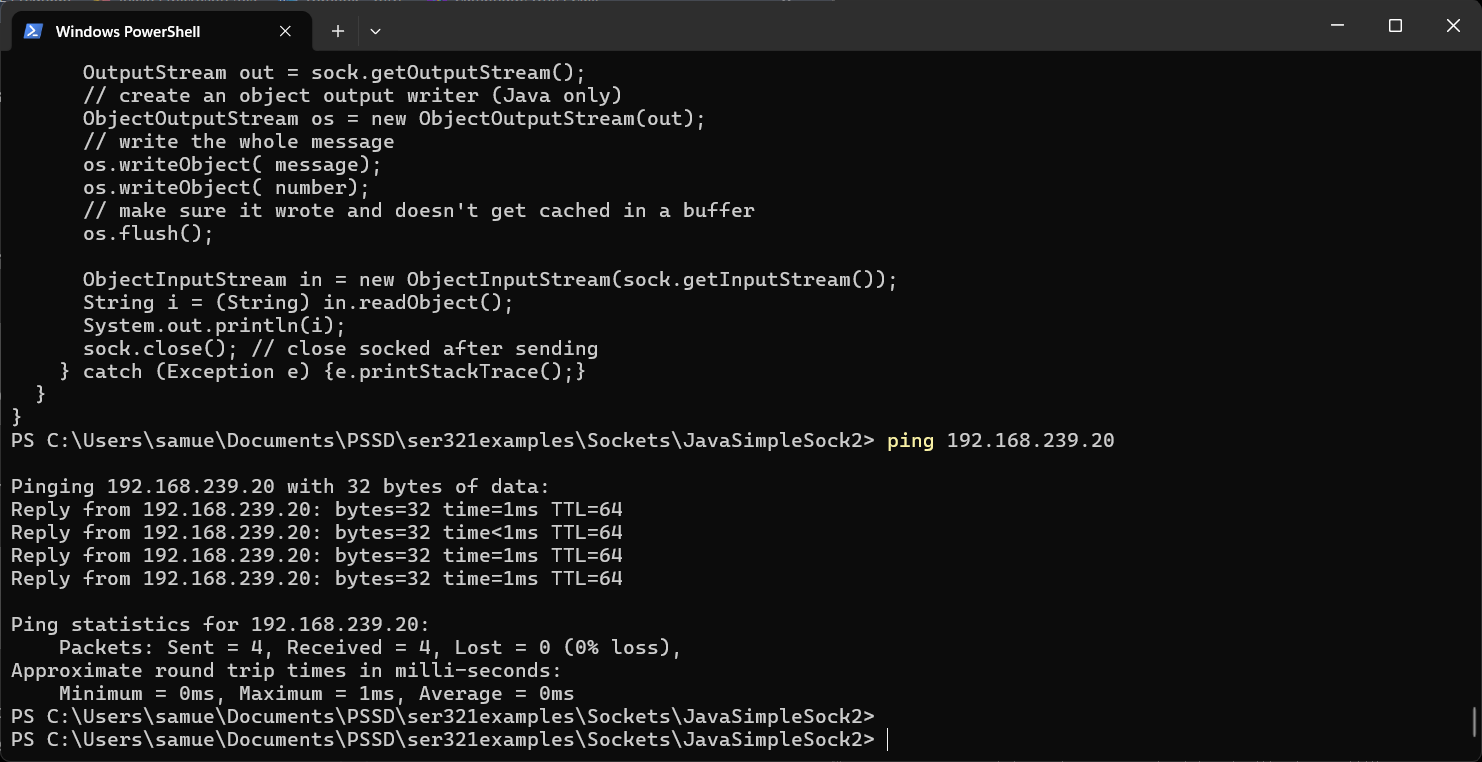 Windows PowerShell
OutputStream out = sock.getOutputStream();
// create an object output writer (Java only)
ObjectOutputStream os = new ObjectOutputStream(out);
// write the whole message
os.writeObject( message);
os.writeObject( number);
// make sure it wrote and doesn't get cached in a buffer
os.flush();
ObjectInputStream in = new ObjectInputStream(sock.getInputStream());
String i = (String) in.readObject();
System.out.println(i);
sock.close(); // close socked after sending
} catch (Exception e) {e.printStackTrace();}
}
}
PS C:\Users\samue\Documents\PSSD\ser321examples\Sockets\JavaSimpleSock2> ping 192.168.239.20
Pinging 192.168.239.20 with 32 bytes of data:
Reply from 192.168.239.20: bytes=32 time=1ms TTL=64
Reply from 192.168.239.20: bytes=32 time<1ms TTL=64
Reply from 192.168.239.20: bytes=32 time=1ms TTL=64
Reply from 192.168.239.20: bytes=32 time=1ms TTL=64
Ping statistics for 192.168.239.20:
Packets: Sent = 4, Received = 4, Lost = 0 (0% loss),
Approximate round trip times in milli-seconds:
Minimum = 0ms, Maximum = 1ms, Average = 0ms
PS C:\Users\samue\Documents\PSSD\ser321examples\Sockets\JavaSimpleSock2>
PS C:\Users\samue\Documents\PSSD\ser321examples\Sockets\JavaSimpleSock2>